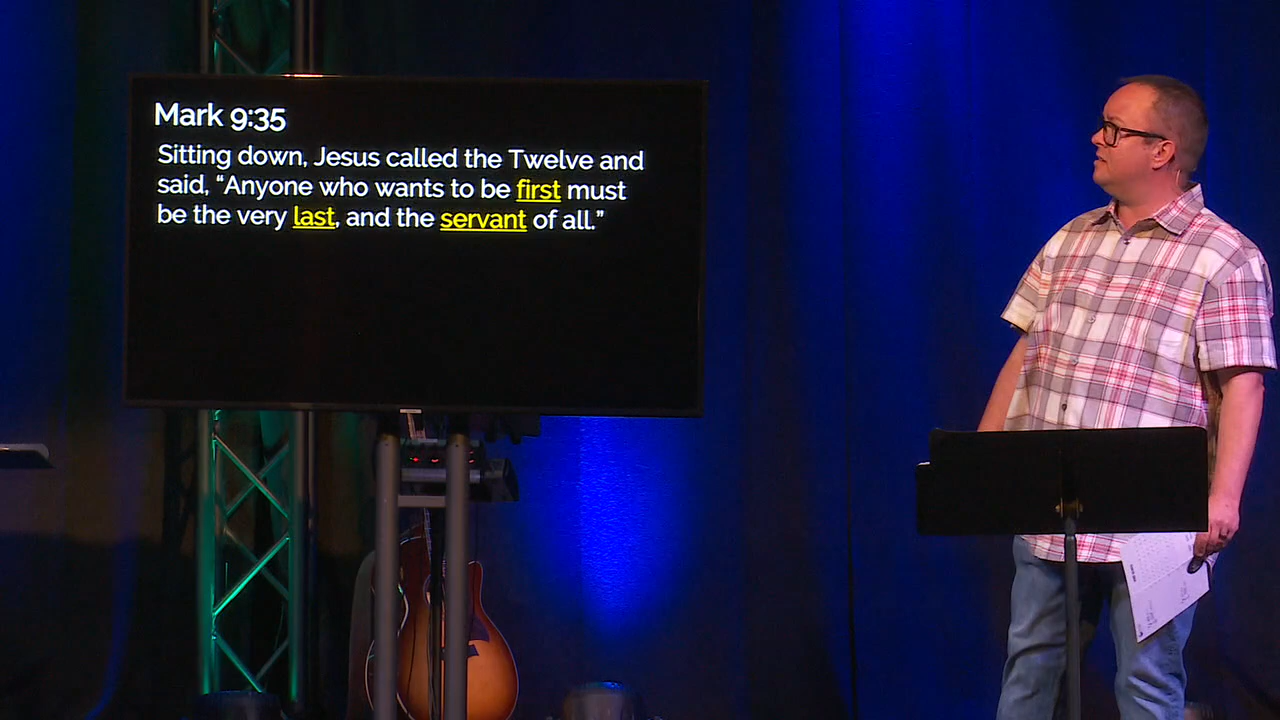 Mark 9:35
Sitting down, Jesus called the Twelve and
said, “Anyone who wants to be first must
be the very last, and the servant of all.”